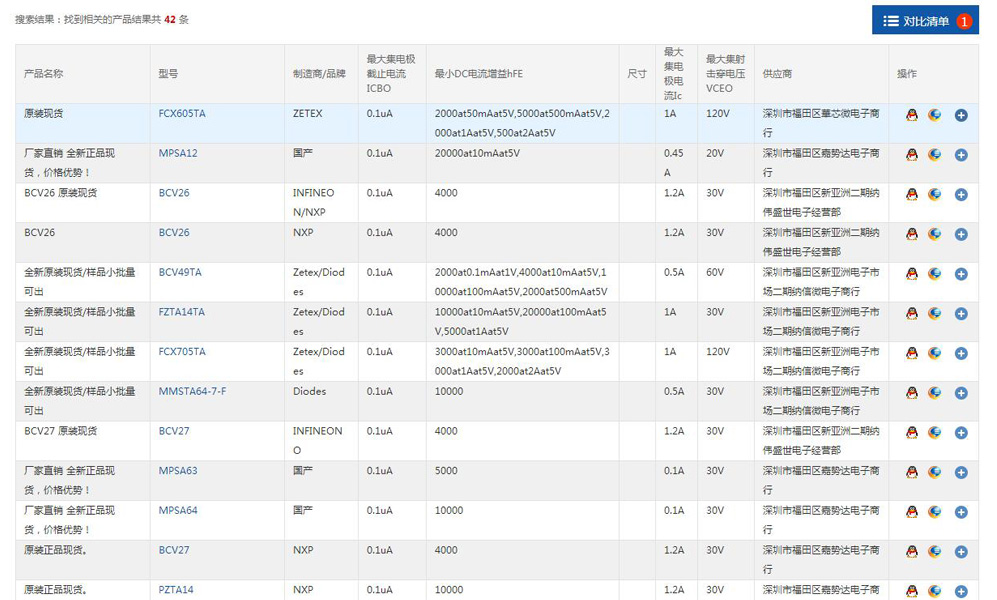 搜索结果：找到相关的产品结果共 42 条
对比清单 1
产品名称 型号 制造商/品牌 最大集电极截止电流ICBO 最小DC电流增益hFE 尺寸 最大集电极电流Ic 最大集射击穿电压VCEO 供应商 操作
原装现货 FCX605TA ZETEX 0.1uA 2000at50mAat5V,5000at500mAat5V,2 1A 120V 深圳市福田区華芯微电子商
000at1Aat5V,500at2Aat5V 行
厂家直销 全新正品现 MPSA12 国产 0.1uA 20000at10mAat5V 0.45 20V 深圳市福田区嘉势达电子商
货，价格优势！ A 行
BCV26 原装现货 BCV26 INFINEO 0.1uA 4000 1.2A 30V 深圳市福田区新亚洲二期纳
N/NXP 伟盛世电子经营部
BCV26 BCV26 NXP 0.1uA 4000 1.2A 30V 深圳市福田区新亚洲二期纳
伟盛世电子经营部
全新原装现货/样品小批量 BCV49TA Zetex/Diod 0.1uA 2000at0.1mAat1V,4000at10mAat5V,1 0.5A 60V 深圳市福田区新亚洲电子市
可出 es 0000at100mAat5V,2000at500mAat5V 场二期纳信微电子商行
全新原装现货/样品小批量 FZTA14TA Zetex/Diod 0.1uA 10000at10mAat5V,20000at100mAat5 1A 30V 深圳市福田区新亚洲电子市
可出 es V,5000at1Aat5V 场二期纳信微电子商行
全新原装现货/样品小批量 FCX705TA Zetex/Diod 0.1uA 3000at10mAat5V,3000at100mAat5V,3 1A 120V 深圳市福田区新亚洲电子市
可出 es 000at1Aat5V,2000at2Aat5V 场二期纳信微电子商行
全新原装现货/样品小批量 MMSTA64-7-F Diodes 0.1uA 10000 0.5A 30V 深圳市福田区新亚洲电子市
可出 场二期纳信微电子商行
BCV27 原装现货 BCV27 INFINEON 0.1uA 4000 1.2A 30V 深圳市福田区新亚洲二期纳
O 伟盛世电子经营部
厂家直销 全新正品现 MPSA63 国产 0.1uA 5000 0.1A 30V 深圳市福田区嘉势达电子商
货，价格优势！ 行
厂家直销 全新正品现 MPSA64 国产 0.1uA 10000 0.1A 30V 深圳市福田区嘉势达电子商
货，价格优势！ 行
原装正品现货。 BCV27 NXP 0.1uA 4000 1.2A 30V 深圳市福田区嘉势达电子商
行
原装正品现货。 PZTA14 NXP 0.1uA 10000 1.2A 30V 深圳市福田区嘉势达电子商